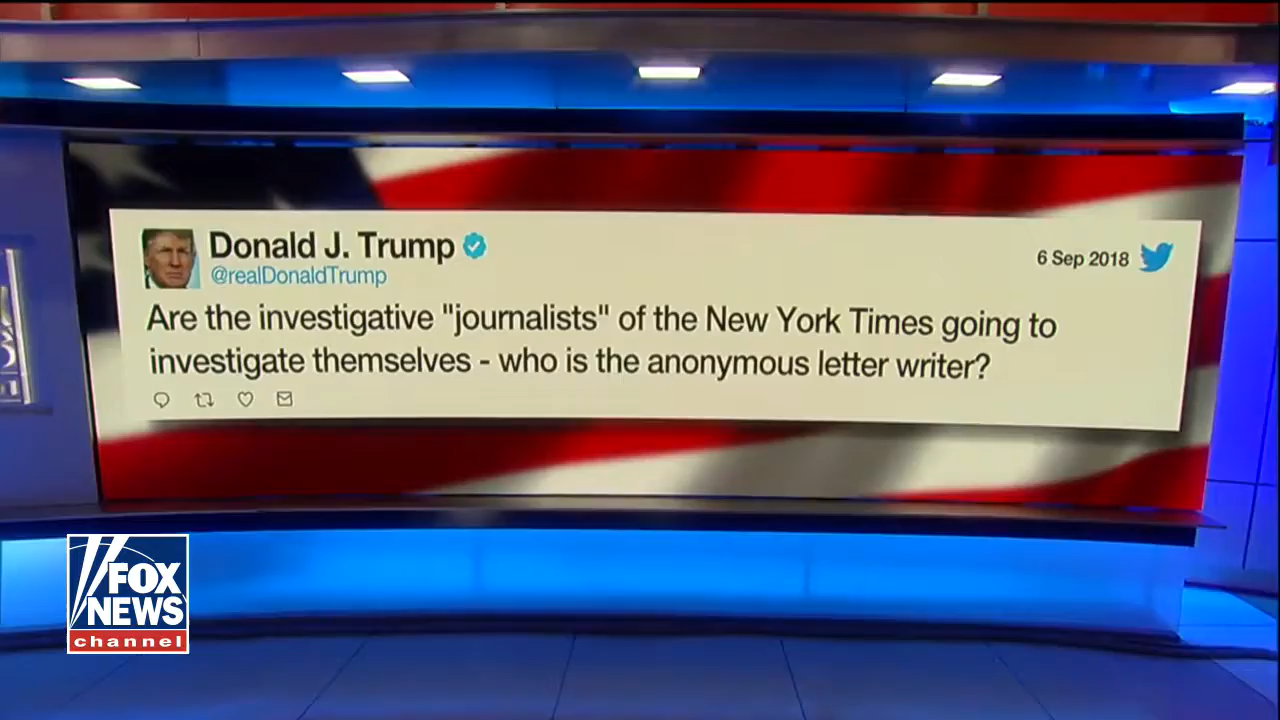 Donald J. Trump
@realDonaldTrump
6 Sep 2018
Are the investigative "journalists" of the New York Times going to
investigate themselves - who is the anonymous letter writer?
FOX
NEWS
channel